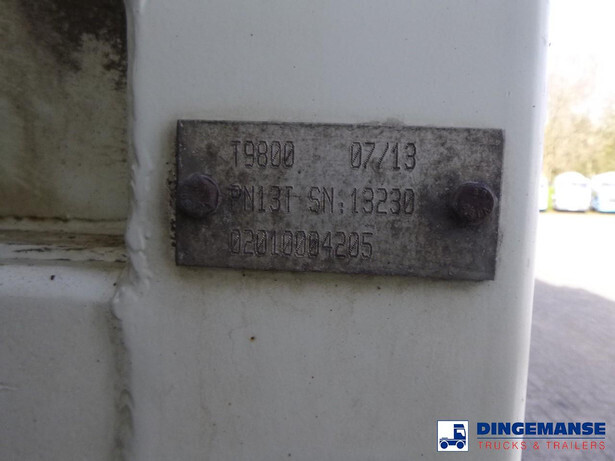 T9800 07/13
PN13T SN:13230
02010004205
DINGEMANSE
TRUCKS & TRAILERS